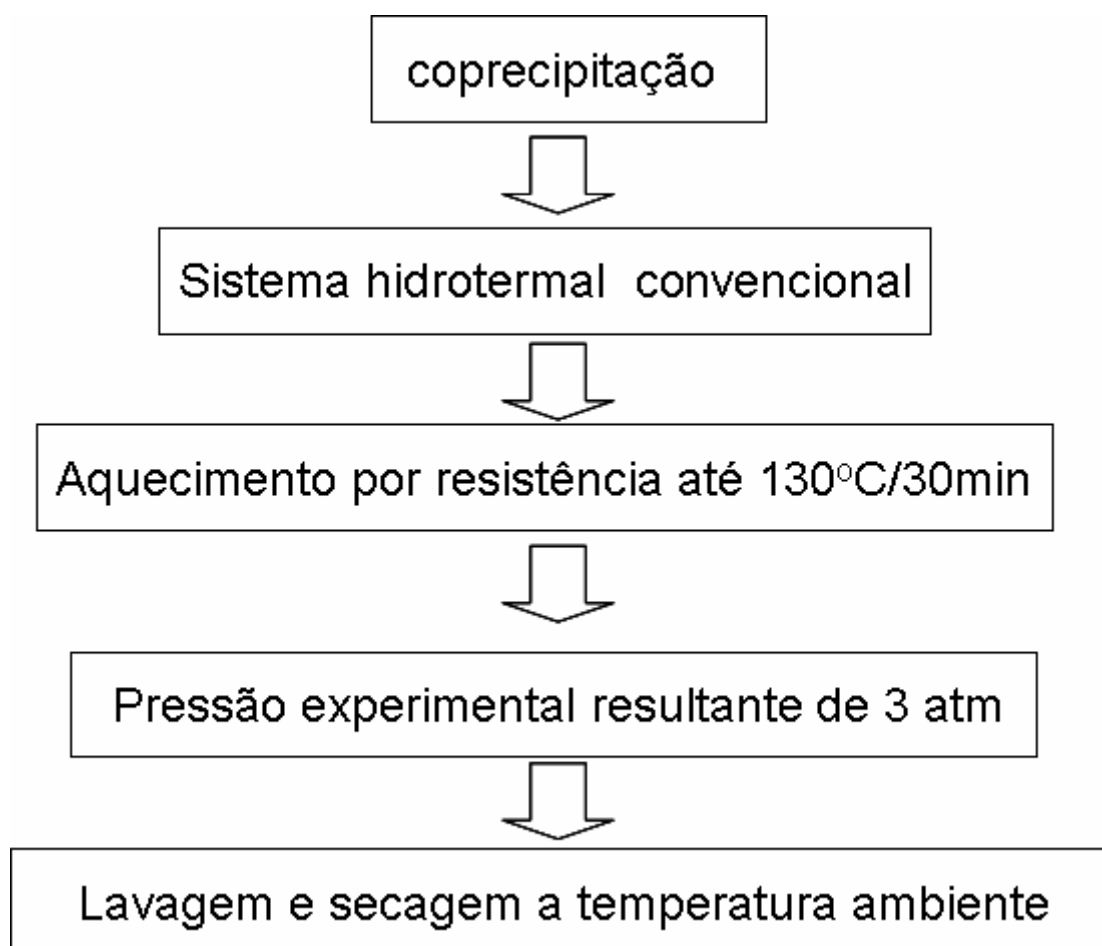 coprecipitação
Sistema hidrotermal convencional
Aquecimento por resistência até 130ºC/30min
Pressão experimental resultante de 3 atm
Lavagem e secagem a temperatura ambiente